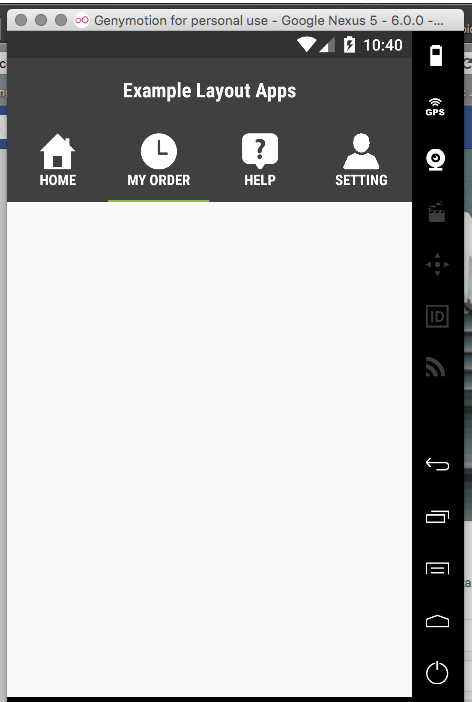 Genymotion for personal use - Google Nexus 5 - 6.0.0 -...
10:40
Example Layout Apps
HOME
MY ORDER
?
HELP
SETTING
GPS
ID